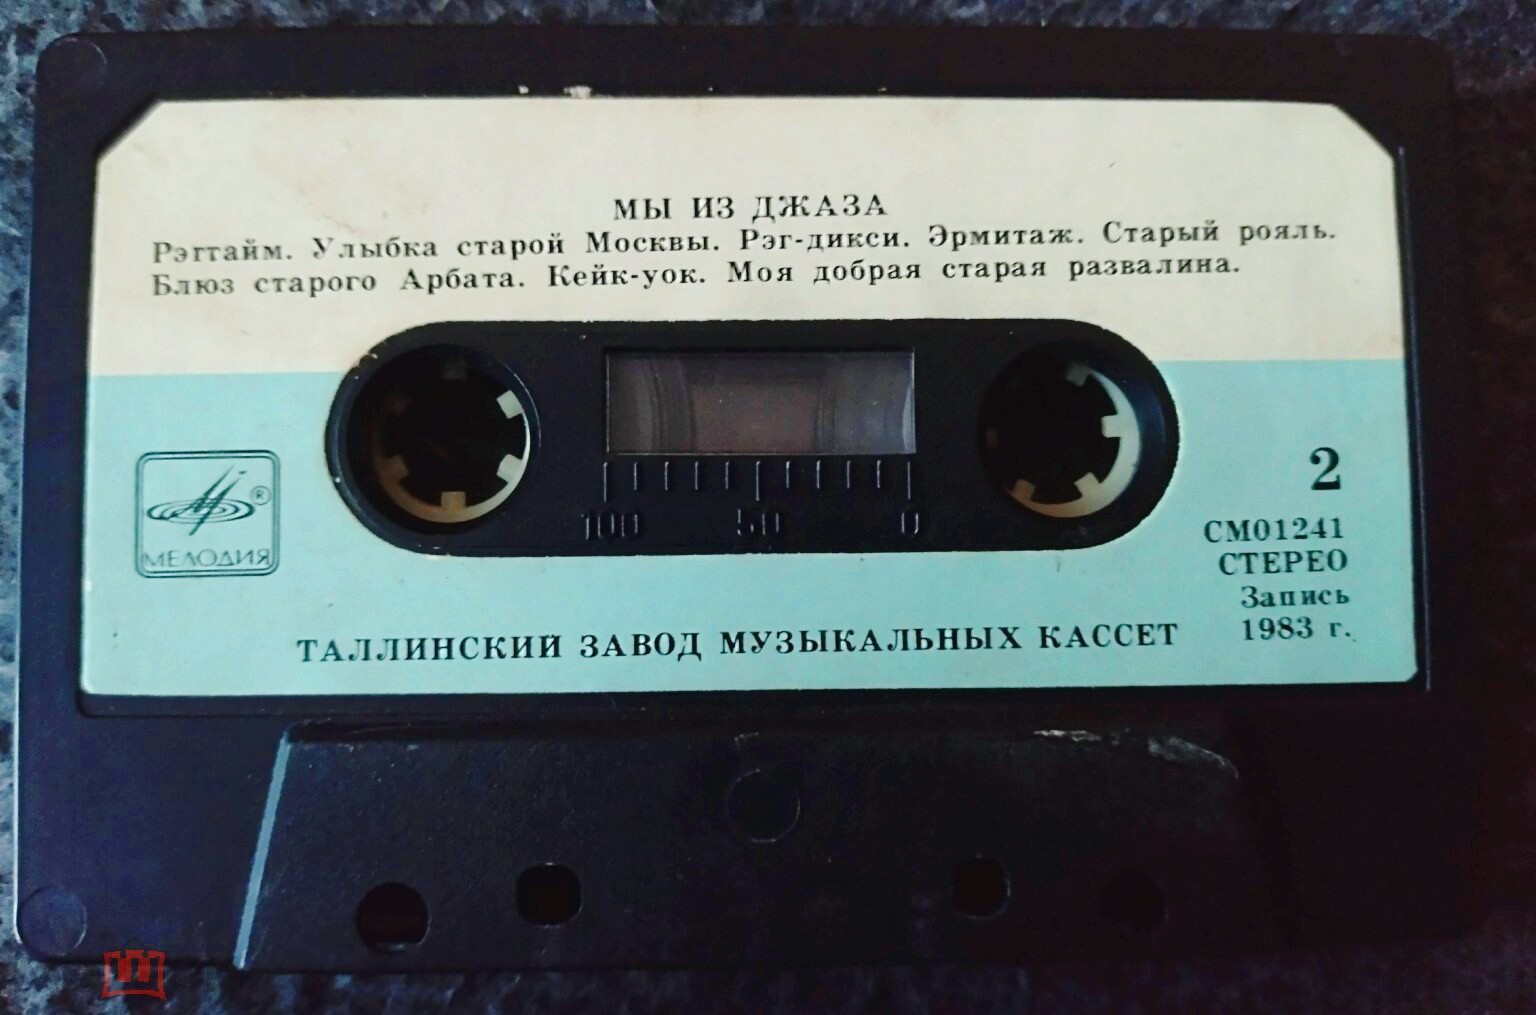 МЫ ИЗ ДЖАЗА
Рэгтайм. Улыбка старой Москвы. Рэг-дикси. Эрмитаж. Старый рояль.
Блюз старого Арбата. Кейк-уок. Моя добрая старая развалина.
100 50 0
®
МЕЛОДИЯ
2
СМ01241
СТЕРЕО
Запись
1983 г.
ТАЛЛИНСКИЙ ЗАВОД МУЗЫКАЛЬНЫХ КАССЕТ